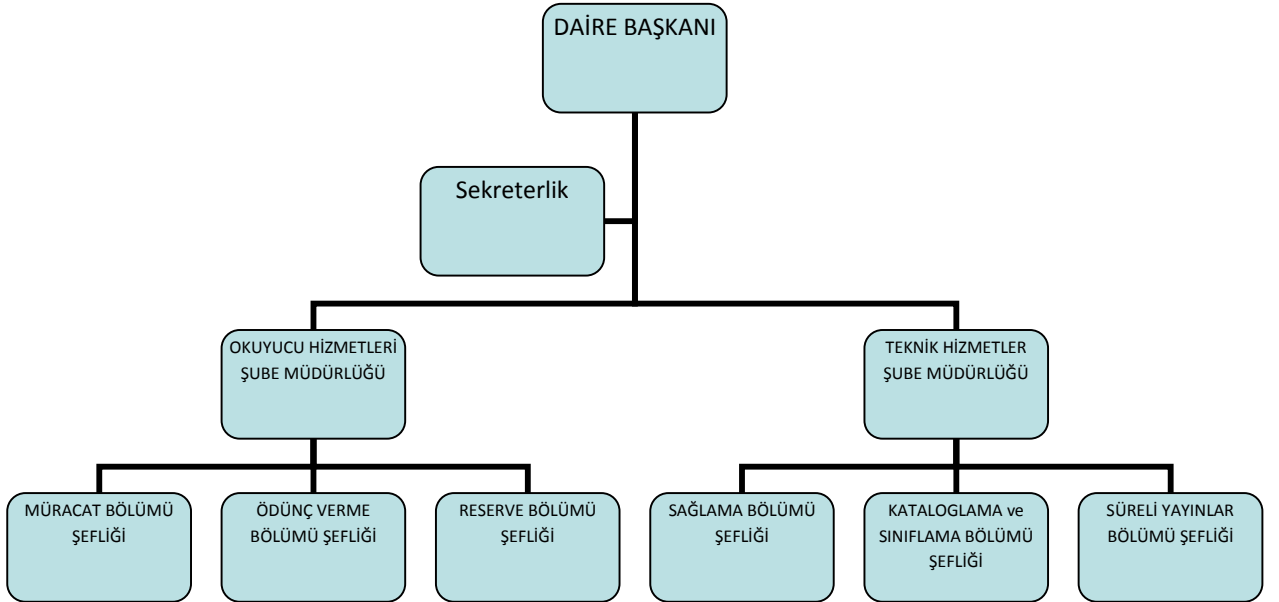 DAİRE BAŞKANI
Sekreterlik
OKUYUCU HİZMETLERİ
ŞUBE MÜDÜRLÜĞÜ
TEKNİK HİZMETLER
ŞUBE MÜDÜRLÜĞÜ
MÜRACAT BÖLÜMÜ
ŞEFLİĞİ
ÖDÜNÇ VERME
BÖLÜMÜ ŞEFLİĞİ
RESERVE BÖLÜMÜ
ŞEFLİĞİ
SAĞLAMA BÖLÜMÜ
ŞEFLİĞİ
KATALOGLAMA ve
SINIFLAMA BÖLÜMÜ
ŞEFLİĞİ
SÜRELİ YAYINLAR
BÖLÜMÜ ŞEFLİĞİ